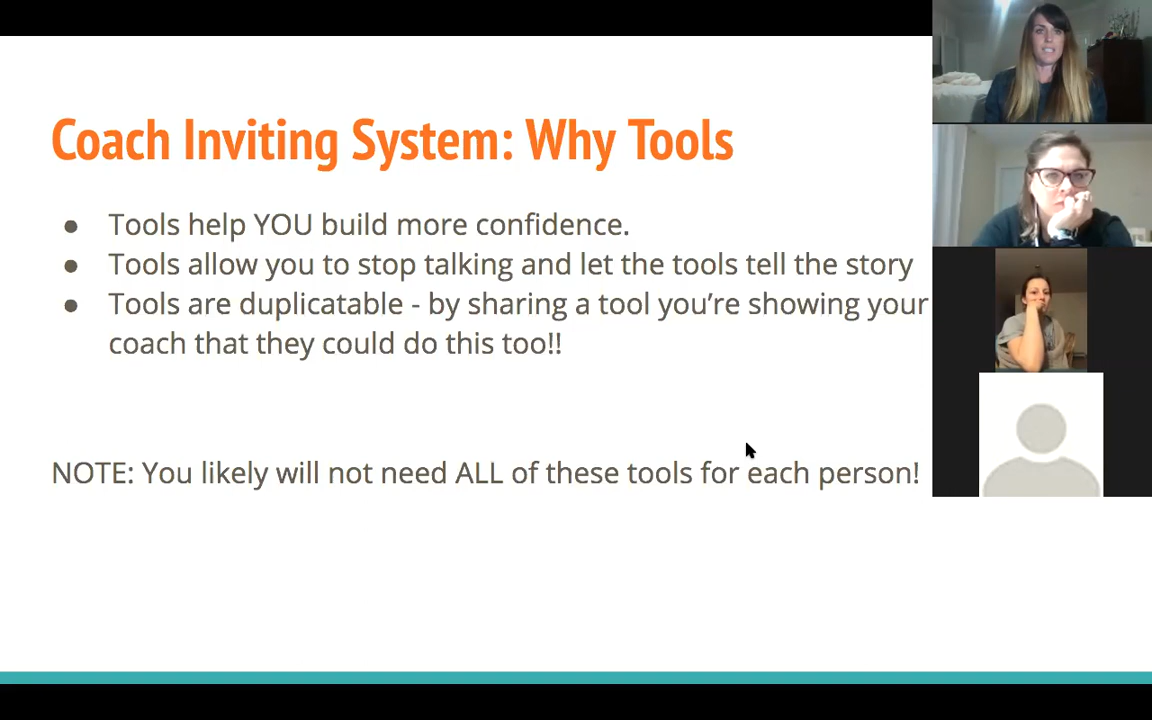 Coach Inviting System: Why Tools
● Tools help YOU build more confidence.
● Tools allow you to stop talking and let the tools tell the story
● Tools are duplicatable - by sharing a tool you’re showing your
coach that they could do this too!!
NOTE: You likely will not need ALL of these tools for each person!